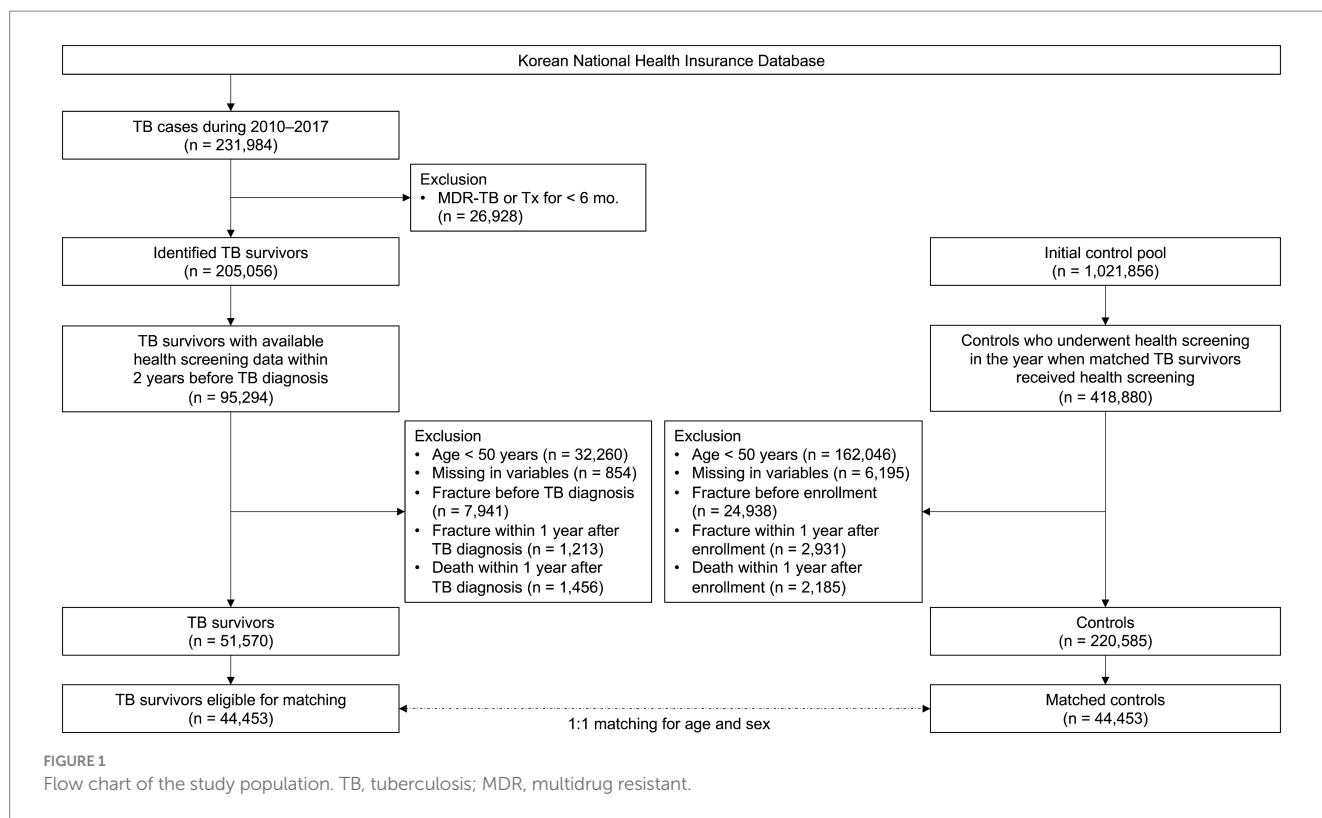 Korean National Health Insurance Database
TB cases during 2010–2017
(n = 231,984)
Exclusion
• MDR-TB or Tx for < 6 mo.
(n = 26,928)
Identified TB survivors
(n = 205,056)
Initial control pool
(n = 1,021,856)
TB survivors with available
health screening data within
2 years before TB diagnosis
(n = 95,294)
Controls who underwent health screening
in the year when matched TB survivors
received health screening
(n = 418,880)
Exclusion
• Age < 50 years (n = 32,260)
• Missing in variables (n = 854)
• Fracture before TB diagnosis
(n = 7,941)
• Fracture within 1 year after
TB diagnosis (n = 1,213)
• Death within 1 year after
TB diagnosis (n = 1,456)
Exclusion
• Age < 50 years (n = 162,046)
• Missing in variables (n = 6,195)
• Fracture before enrollment
(n = 24,938)
• Fracture within 1 year after
enrollment (n = 2,931)
• Death within 1 year after
enrollment (n = 2,185)
TB survivors
(n = 51,570)
Controls
(n = 220,585)
TB survivors eligible for matching
(n = 44,453)
1:1 matching for age and sex
Matched controls
(n = 44,453)
FIGURE 1
Flow chart of the study population. TB, tuberculosis; MDR, multidrug resistant.